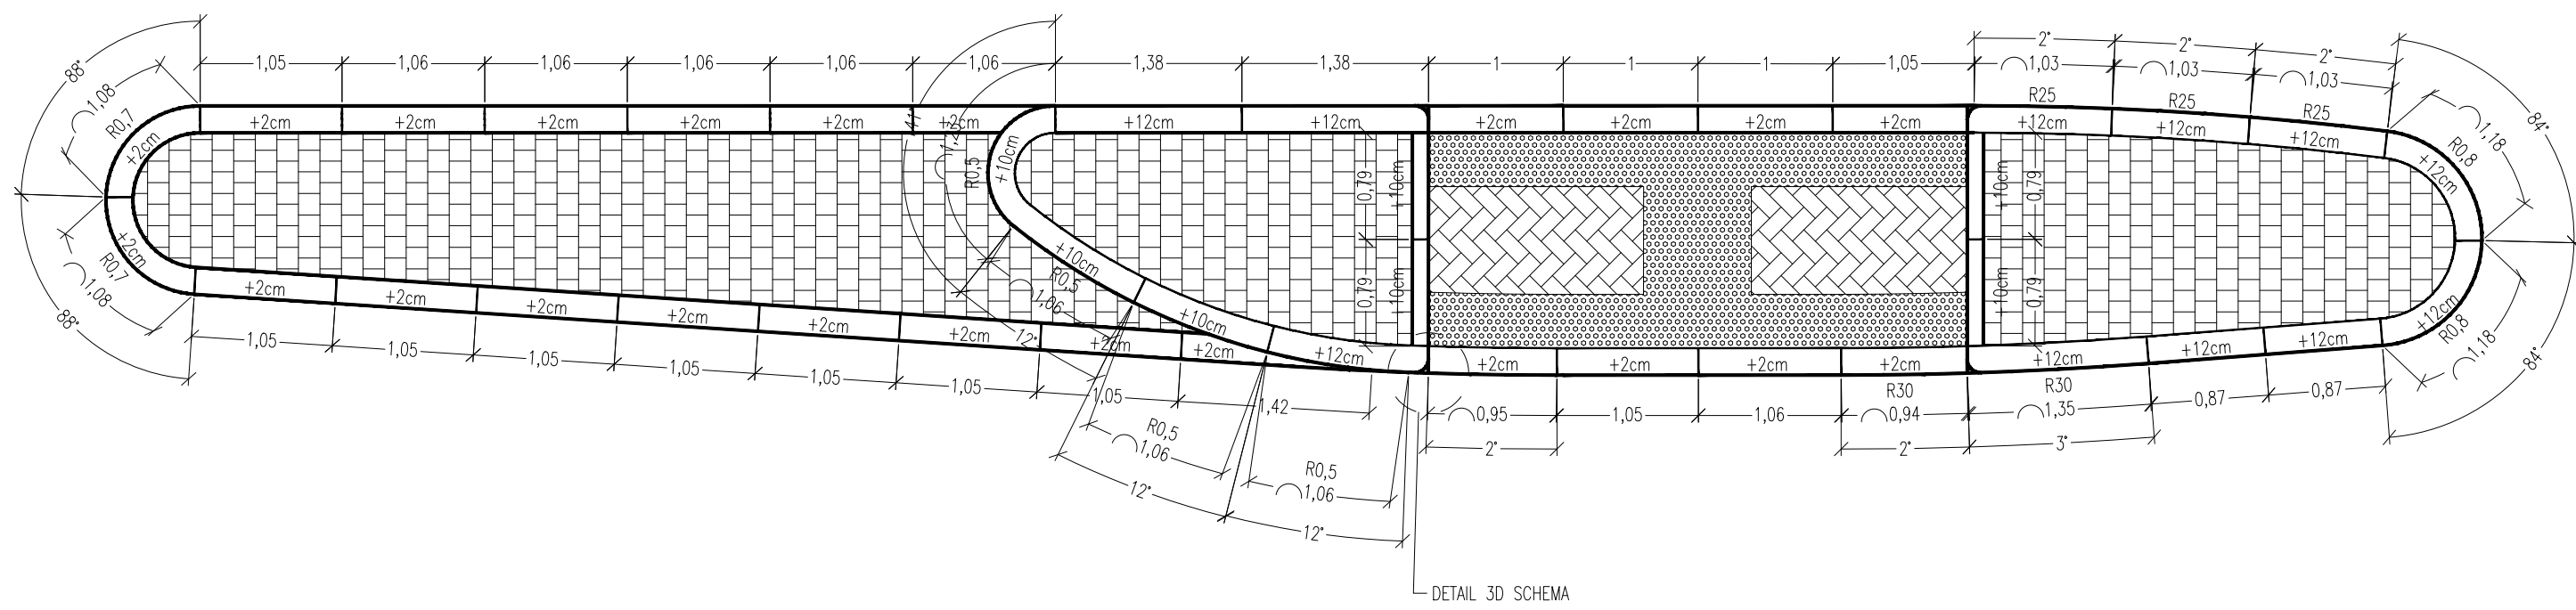 1,05 1,06 1,06 1,06 1,06 1,06 1,38 1,38 1 1 1 1,05
2° 2° 2°
1,03 1,03 1,03
R25 R25 R25
88° 1,08 R0,7 +2cm
+2cm +2cm +2cm +2cm +2cm +2cm +12cm +12cm +2cm +2cm +2cm +2cm +12cm +12cm +12cm
R0,5 +10cm
84° 1,18 R0,8 +12cm
0,79 +10cm
+10cm 0,79
+2cm R0,7 1,08 88°
+10cm R0,5 1,06 12°
0,79 +10cm
+10cm 0,79
+12cm R0,8 1,18 84°
+2cm +2cm +2cm +2cm +2cm +2cm +2cm +2cm +10cm +12cm +2cm +2cm +2cm +2cm +12cm +12cm +12cm
1,05 1,05 1,05 1,05 1,05 1,05 1,05 1,42
R30 R30
0,95 1,05 1,06 0,94 1,35 0,87 0,87
2° 2° 3°
R0,5 R0,5
1,06 1,06
12° 12°
DETAIL 3D SCHEMA